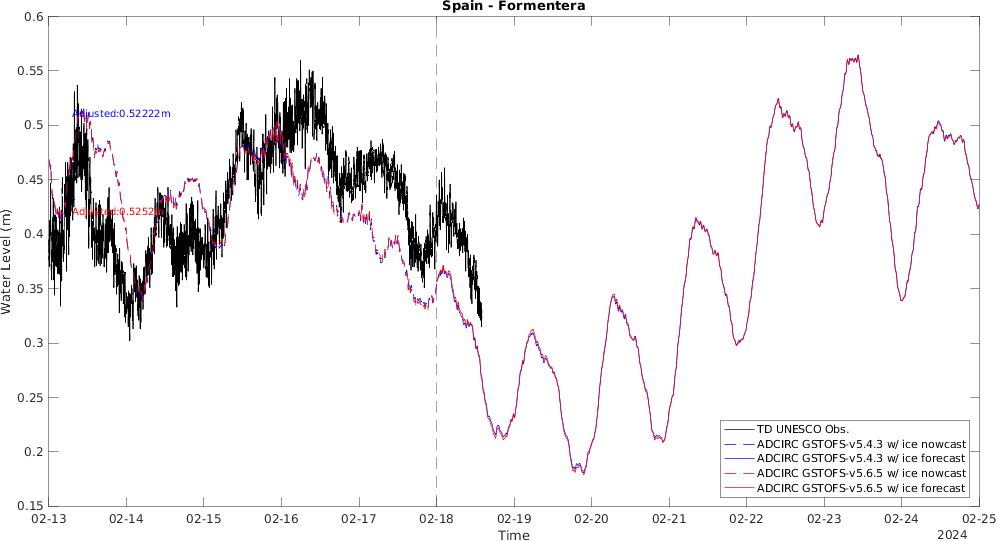 Spain - Formentera
0.6
0.55
0.5
0.45
0.4
0.35
0.3
0.25
0.2
0.15
Water Level (m)
Adjusted:0.52222m
TD UNESCO Obs.
ADCIRC GSTOFS-v5.4.3 w/ ice nowcast
ADCIRC GSTOFS-v5.4.3 w/ ice forecast
ADCIRC GSTOFS-v5.6.5 w/ ice nowcast
ADCIRC GSTOFS-v5.6.5 w/ ice forecast
02-13 02-14 02-15 02-16 02-17 02-18 02-19 02-20 02-21 02-22 02-23 02-24 02-25
Time
2024